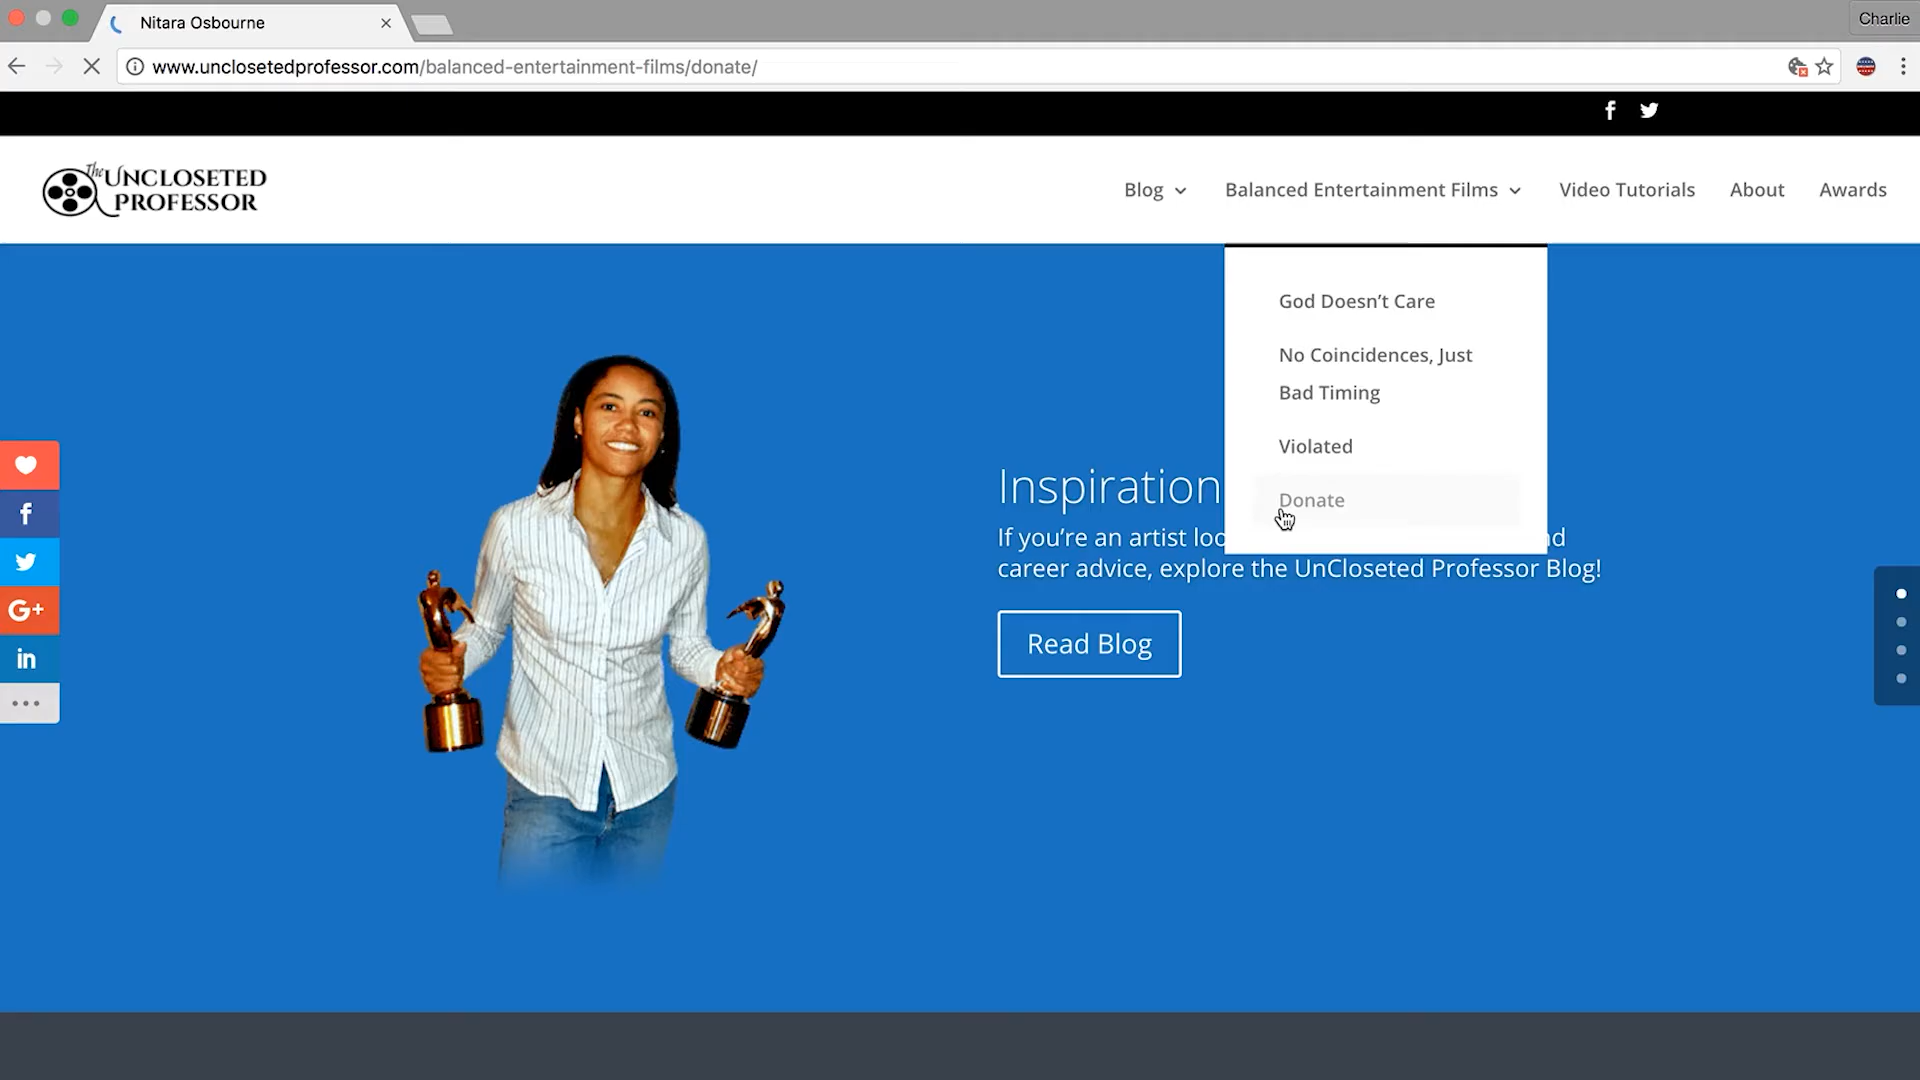 Nitara Osbourne
Charlie
www.unclosetedprofessor.com/balanced-entertainment-films/donate/
The UNCLOSETED
PROFESSOR
Blog
Balanced Entertainment Films
Video Tutorials
About
Awards
God Doesn’t Care
No Coincidences, Just
Bad Timing
Violated
Donate
Inspiration
If you’re an artist loo
nd
career advice, explore the UnCloseted Professor Blog!
Read Blog
G+
in